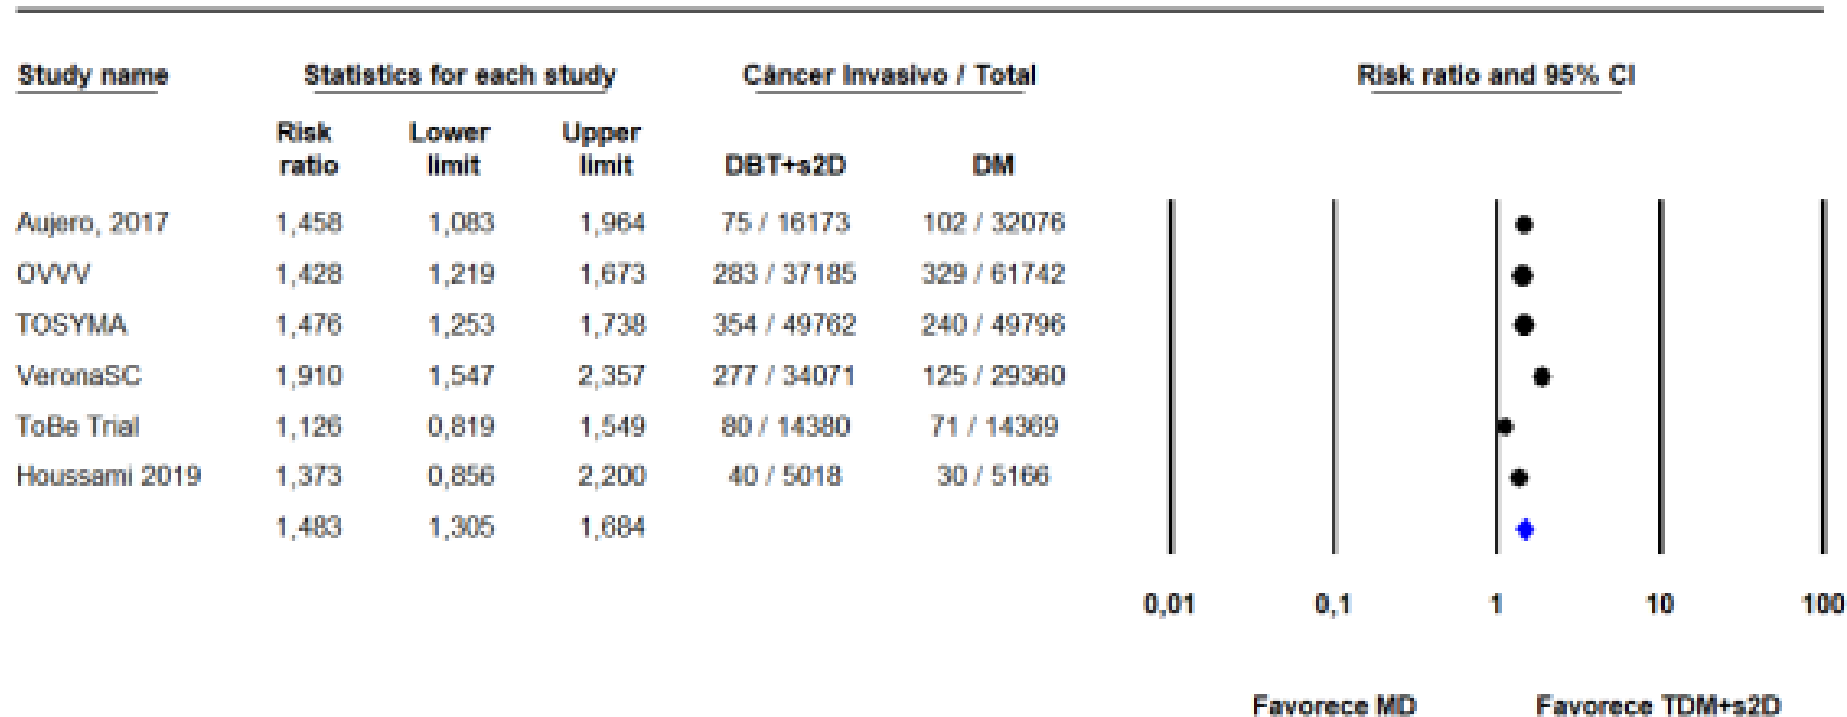 Study name Statistics for each study Câncer Invasivo / Total Risk ratio and 95% CI
Risk Lower Upper
ratio limit limit DBT+s2D DM
Aujero, 2017 1,458 1,083 1,964 75 / 16173 102 / 32076
OVVV 1,428 1,219 1,673 283 / 37185 329 / 61742
TOSYMA 1,476 1,253 1,738 354 / 49762 240 / 49796
VeronaSC 1,910 1,547 2,357 277 / 34071 125 / 29360
ToBe Trial 1,126 0,819 1,549 80 / 14380 71 / 14369
Houssami 2019 1,373 0,856 2,200 40 / 5018 30 / 5166
1,483 1,305 1,684
0,01 0,1 1 10 100
Favorece MD Favorece TDM+s2D